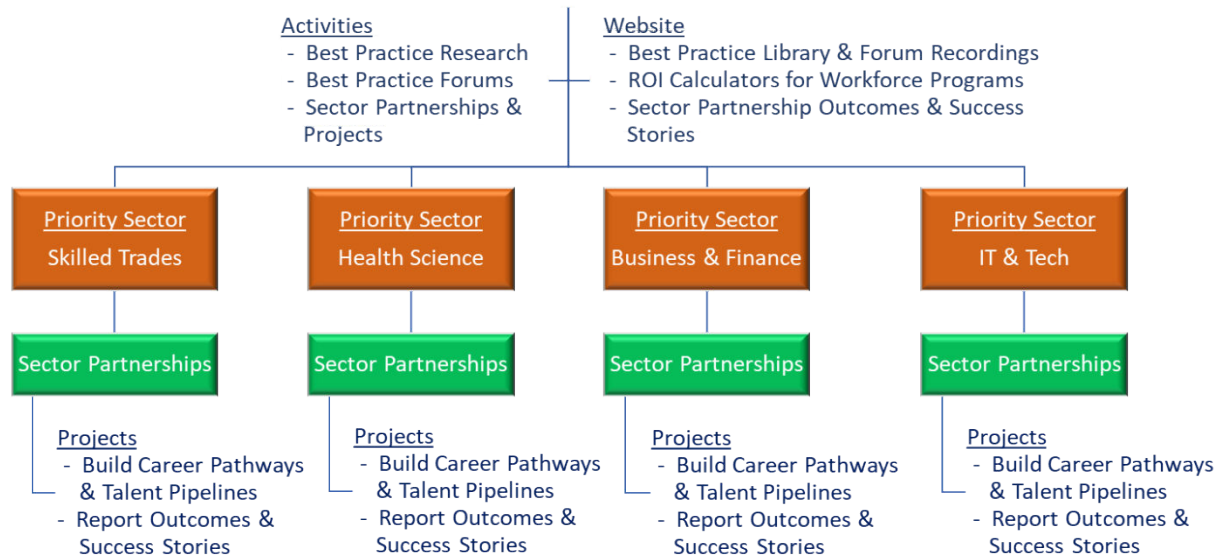 Activities
- Best Practice Research
- Best Practice Forums
- Sector Partnerships &
Projects
Website
- Best Practice Library & Forum Recordings
- ROI Calculators for Workforce Programs
- Sector Partnership Outcomes & Success
Stories
Priority Sector
Skilled Trades
Priority Sector
Health Science
Priority Sector
Business & Finance
Priority Sector
IT & Tech
Sector Partnerships
Sector Partnerships
Sector Partnerships
Sector Partnerships
Projects
- Build Career Pathways
& Talent Pipelines
- Report Outcomes &
Success Stories
Projects
- Build Career Pathways
& Talent Pipelines
- Report Outcomes &
Success Stories
Projects
- Build Career Pathways
& Talent Pipelines
- Report Outcomes &
Success Stories
Projects
- Build Career Pathways
& Talent Pipelines
- Report Outcomes &
Success Stories